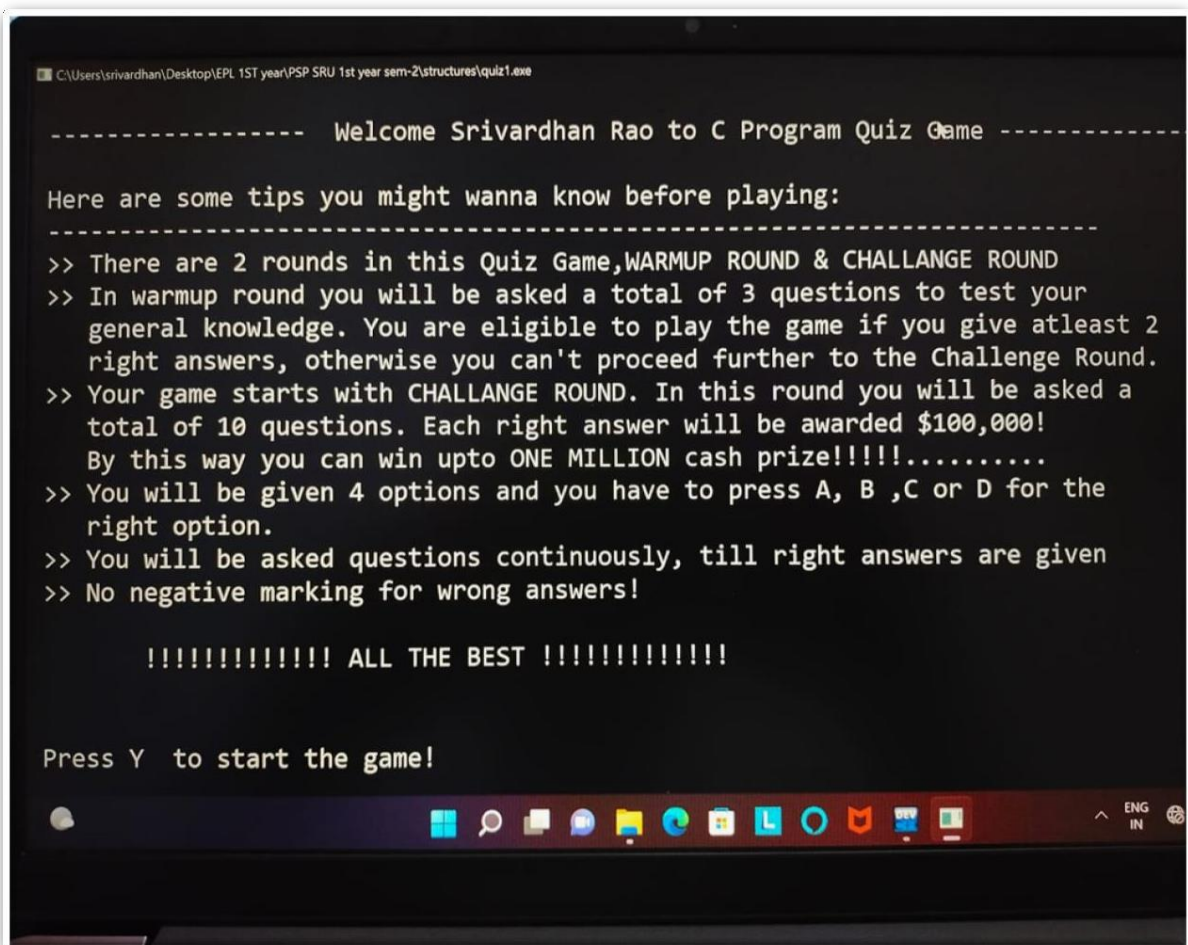 C:\Users\srivardhan\Desktop\EPL 1ST year\PSP SRU 1st year sem-2\structures\quiz1.exe
------------------ Welcome Srivardhan Rao to C Program Quiz Game -------------
Here are some tips you might wanna know before playing:
-------------------------------------------------------------------------
>> There are 2 rounds in this Quiz Game,WARMUP ROUND & CHALLANGE ROUND
>> In warmup round you will be asked a total of 3 questions to test your
general knowledge. You are eligible to play the game if you give atleast 2
right answers, otherwise you can't proceed further to the Challenge Round.
>> Your game starts with CHALLANGE ROUND. In this round you will be asked a
total of 10 questions. Each right answer will be awarded $100,000!
By this way you can win upto ONE MILLION cash prize!!!!!..........
>> You will be given 4 options and you have to press A, B ,C or D for the
right option.
>> You will be asked questions continuously, till right answers are given
>> No negative marking for wrong answers!
!!!!!!!!!!!!! ALL THE BEST !!!!!!!!!!!!!
Press Y  to start the game!
L
DEV
ENG
IN